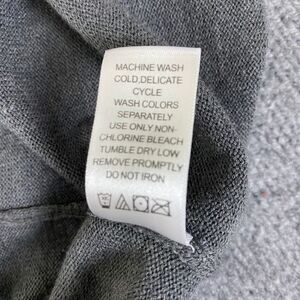 MACHINE WASH
COLD,DELICATE
CYCLE
WASH COLORS
SEPARATELY
USE ONLY NON-
CHLORINE BLEACH
TUMBLE DRY LOW
REMOVE PROMPTLY
DO NOT IRON